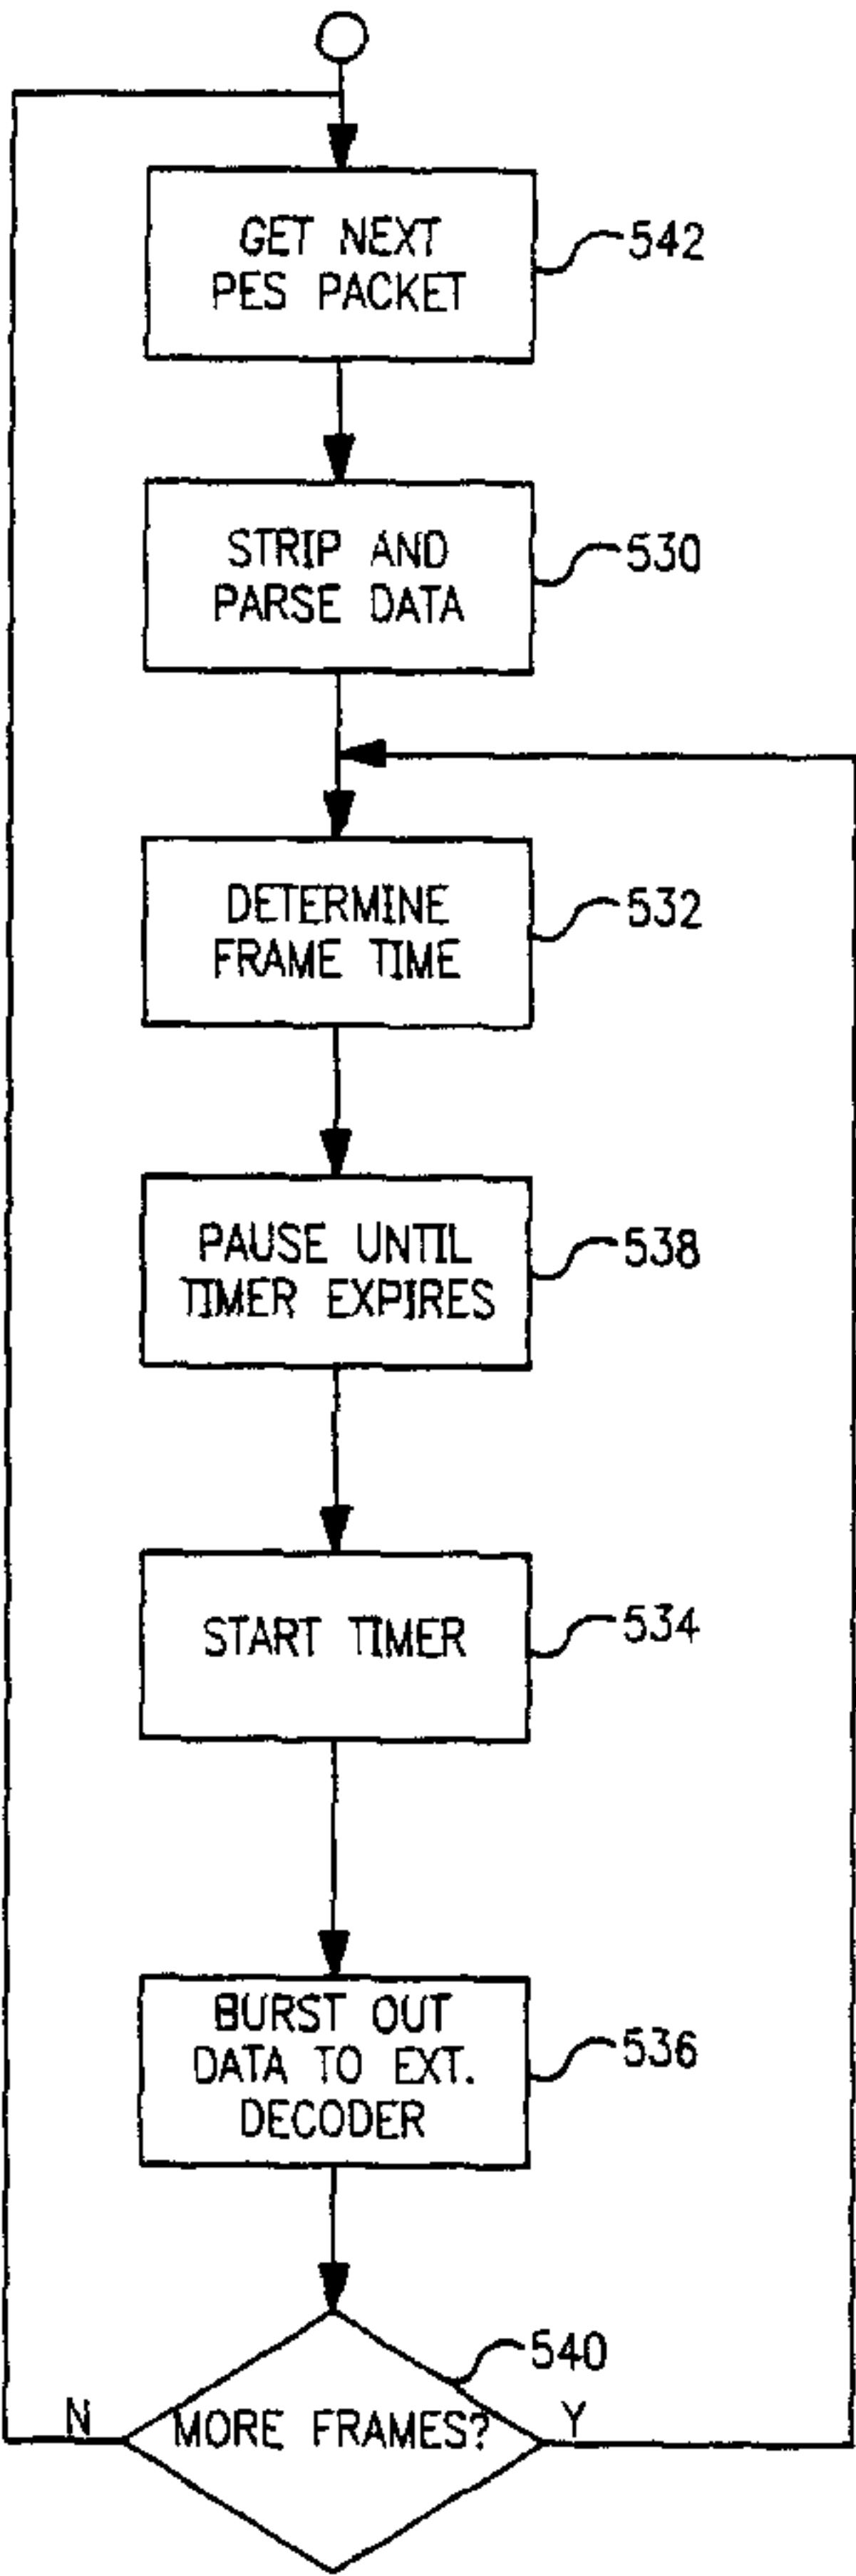 GET NEXT
PES PACKET
542
STRIP AND
PARSE DATA
530
DETERMINE
FRAME TIME
532
PAUSE UNTIL
TIMER EXPIRES
538
START TIMER
534
BURST OUT
DATA TO EXT.
DECODER
536
540
N
MORE FRAMES?
Y